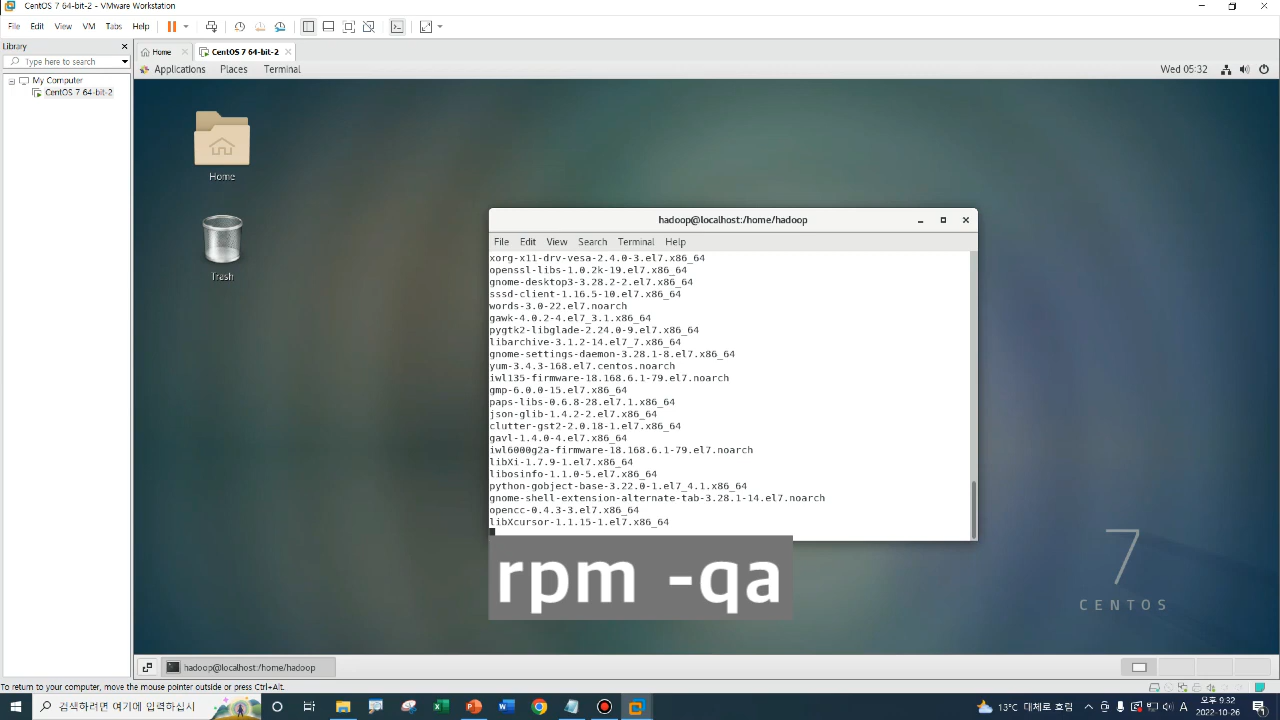 CentOS 7 64-bit-2 - VMware Workstation
File Edit View VM Tabs Help
Library
Type here to search
My Computer
CentOS 7 64-bit-2
Home
CentOS 7 64-bit-2
Applications Places Terminal
Wed 05:32
Home
Trash
hadoop@localhost:/home/hadoop
File Edit View Search Terminal Help
xorg-x11-drv-vesa-2.4.0-3.el7.x86_64
openssl-libs-1.0.2k-19.el7.x86_64
gnome-desktop3-3.28.2-2.el7.x86_64
sssd-client-1.16.5-10.el7.x86_64
words-3.0-22.el7.noarch
gawk-4.0.2-4.el7_3.1.x86_64
pygtk2-libglade-2.24.0-9.el7.x86_64
libarchive-3.1.2-14.el7_7.x86_64
gnome-settings-daemon-3.28.1-8.el7.x86_64
yum-3.4.3-168.el7.centos.noarch
iwl135-firmware-18.168.6.1-79.el7.noarch
gmp-6.0.0-15.el7.x86_64
paps-libs-0.6.8-28.el7.1.x86_64
json-glib-1.4.2-2.el7.x86_64
clutter-gst2-2.0.18-1.el7.x86_64
gavl-1.4.0-4.el7.x86_64
iwl6000g2a-firmware-18.168.6.1-79.el7.noarch
libXi-1.7.9-1.el7.x86_64
libosinfo-1.1.0-5.el7.x86_64
python-gobject-base-3.22.0-1.el7_4.1.x86_64
gnome-shell-extension-alternate-tab-3.28.1-14.el7.noarch
opencc-0.4.3-3.el7.x86_64
libXcursor-1.1.15-1.el7.x86_64
rpm -qa
7
CENTOS
hadoop@localhost:/home/hadoop
To return to your computer, move the mouse pointer outside or press Ctrl+Alt.
검색하려면 여기에 입력하십시오
13°C 대체로 흐림
A
오후 9:32
2022-10-26